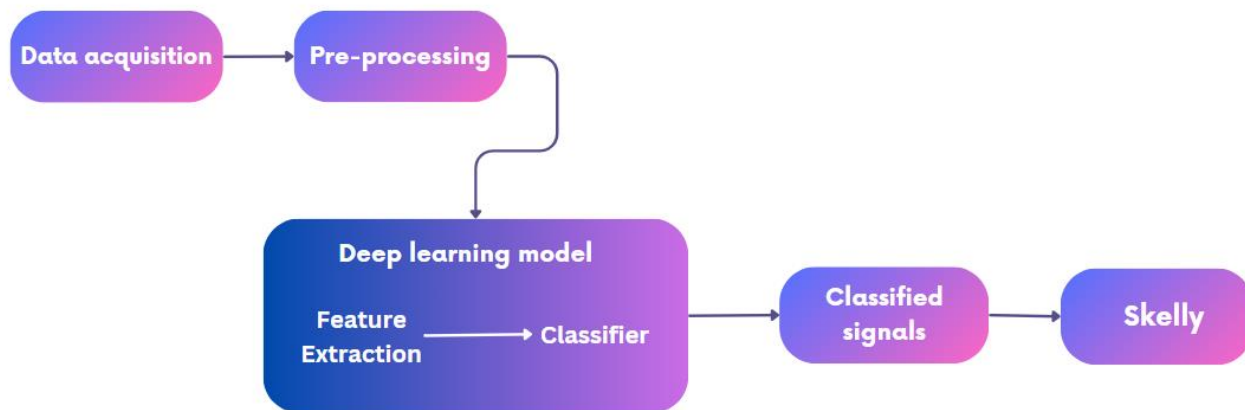 Data acquisition
Pre-processing
Deep learning model
Feature
Extraction
Classifier
Classified
signals
Skelly